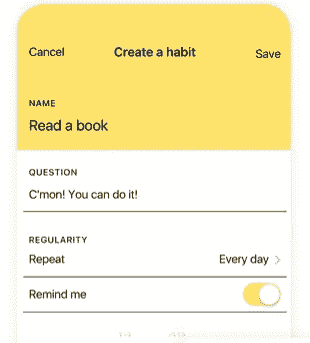 Cancel Create a habit Save
NAME
Read a book
QUESTION
C'mon! You can do it!
REGULARITY
Repeat Every day
Remind me